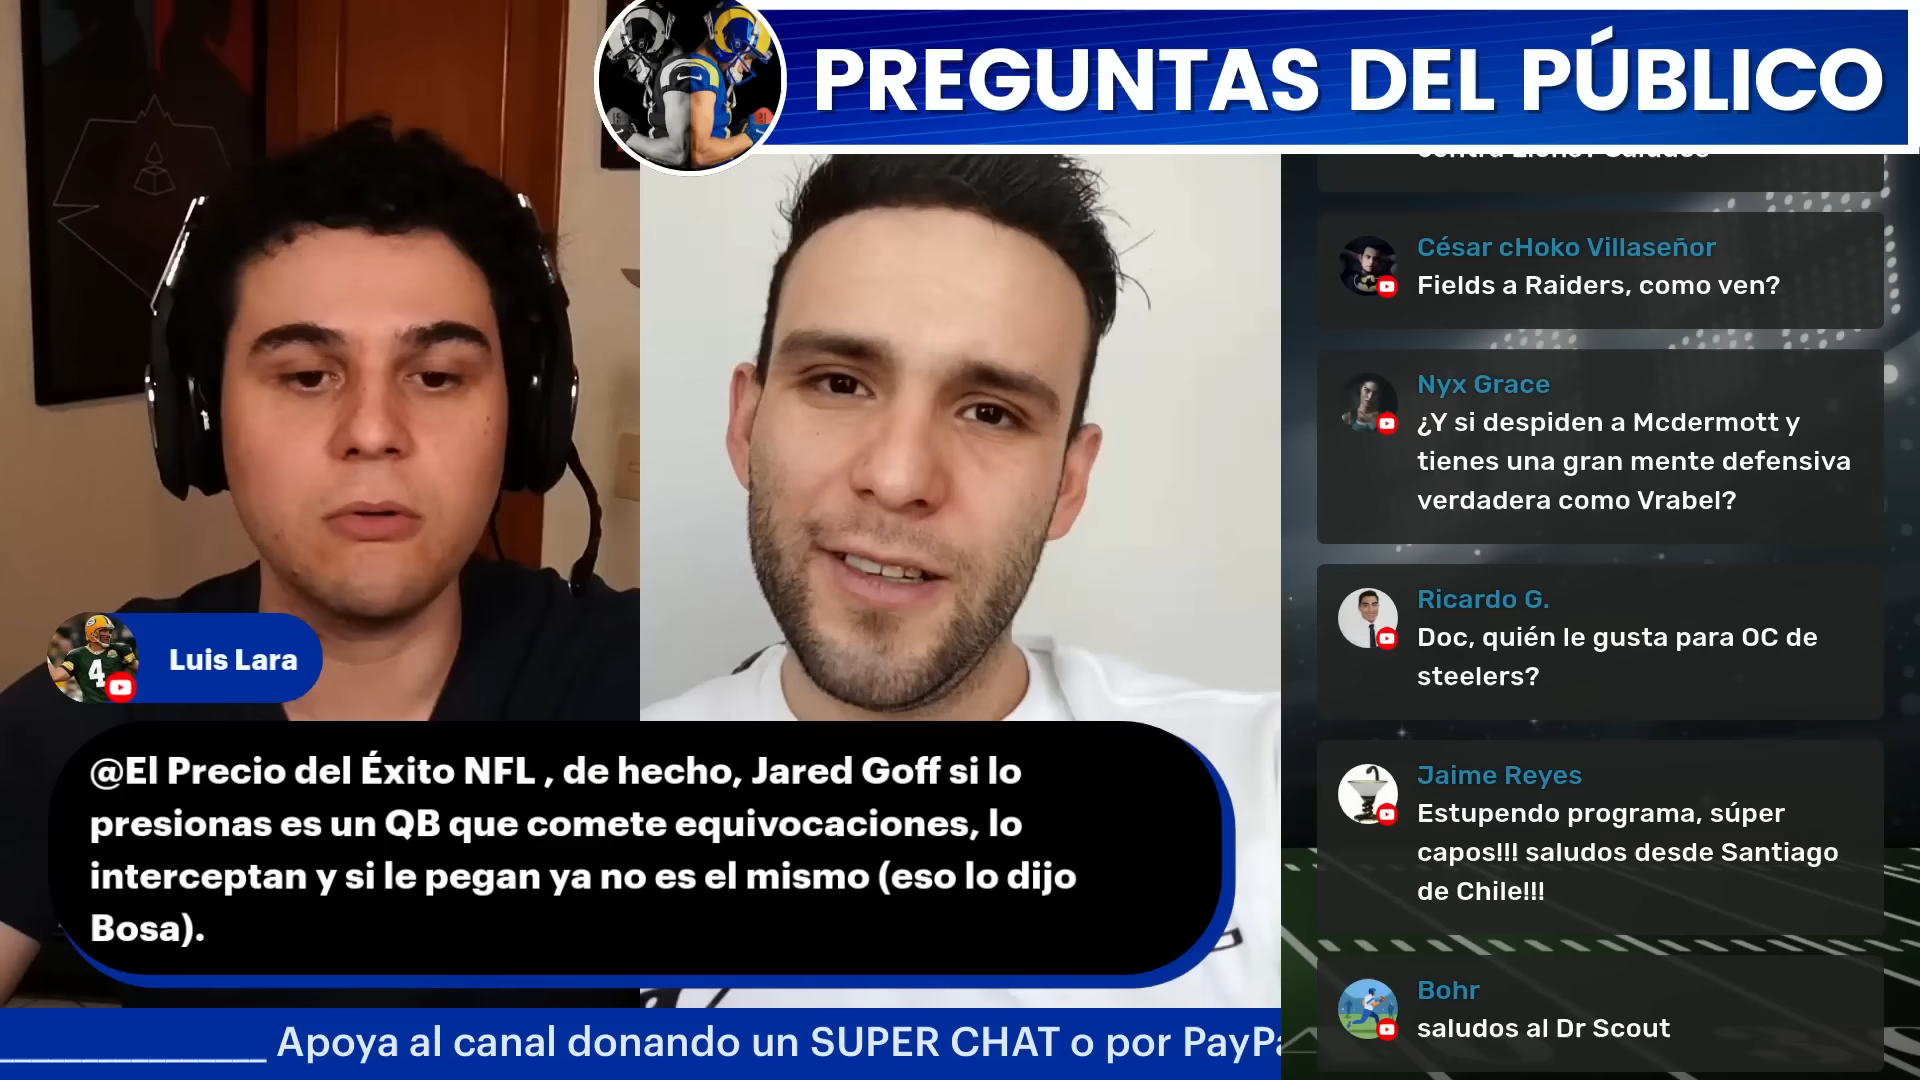 PREGUNTAS DEL PÚBLICO
contra Lions? Saludos
César cHoko Villaseñor
Fields a Raiders, como ven?
Nyx Grace
¿Y si despiden a Mcdermott y
tienes una gran mente defensiva
verdadera como Vrabel?
Ricardo G.
Doc, quién le gusta para OC de
steelers?
Jaime Reyes
Estupendo programa, súper
capos!!! saludos desde Santiago
de Chile!!!
Bohr
saludos al Dr Scout
Luis Lara
@El Precio del Éxito NFL , de hecho, Jared Goff si lo
presionas es un QB que comete equivocaciones, lo
interceptan y si le pegan ya no es el mismo (eso lo dijo
Bosa).
Apoya al canal donando un SUPER CHAT o por PayPa